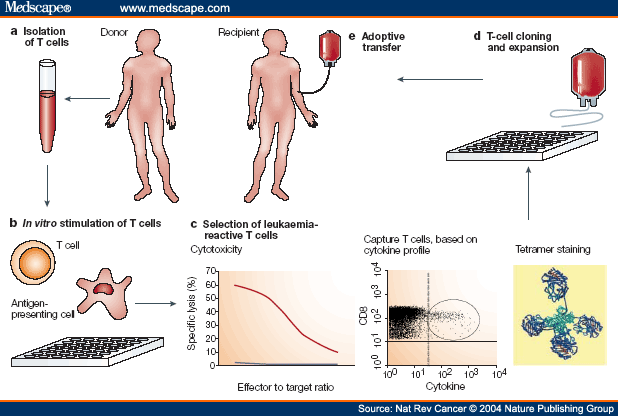 Medscape® www.medscape.com
a Isolation
of T cells
Donor
Recipient
e Adoptive
transfer
d T-cell cloning
and expansion
b In vitro stimulation of T cells
T cell
Antigen-
presenting cell
c Selection of leukaemia-
reactive T cells
Cytotoxicity
Specific lysis (%)
70
60
50
40
30
20
10
0
Effector to target ratio
Capture T cells, based on
cytokine profile
CD8
10⁴
10³
10²
10¹
10⁰
10⁰ 10¹ 10² 10³ 10⁴
Cytokine
Tetramer staining
Source: Nat Rev Cancer © 2004 Nature Publishing Group